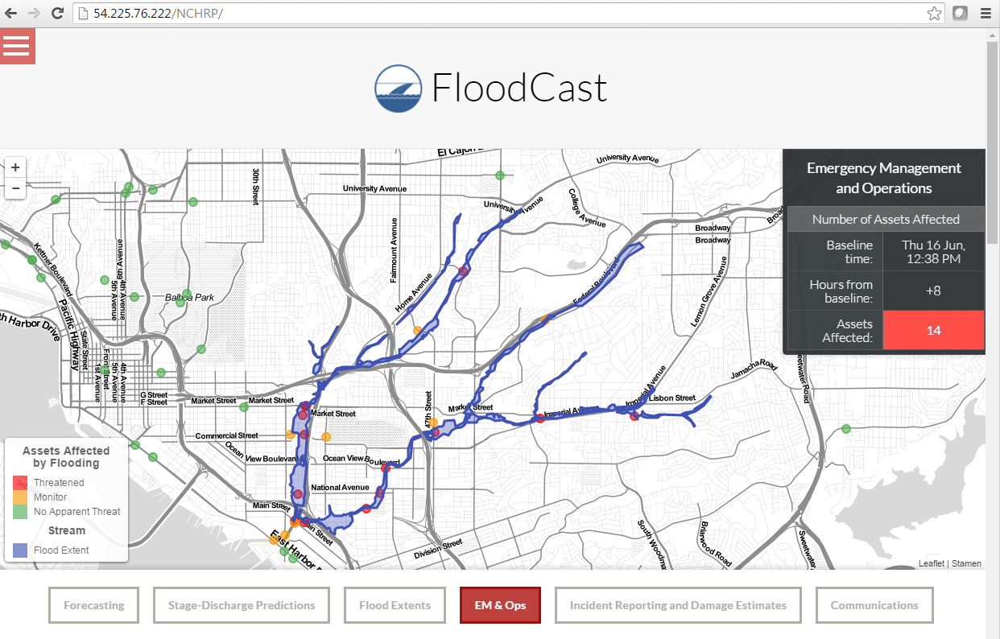 54.225.76.222/NCHRP/
FloodCast
+
−
El Cajon
University Avenue
30th Street
University Avenue
College Avenue
University Avenue
Broadway
Broadway
Fairmount Avenue
Kettner Boulevard
4th Avenue
5th Avenue
Balboa Park
Home Avenue
Federal Boulevard
Lemon Grove Avenue
Pacific Highway
th Harbor Drive
State Street
Front Street
1st Avenue
4th Avenue
5th Avenue
6th Avenue
G Street
F Street
Market Street
Market Street
Market Street
47th Street
Market Street
Imperial Avenue
Imperial Avenue
Lisbon Street
Jamacha Road
Sweetwater Road
Commercial Street
Ocean View Boulevard
Ocean View Boulevard
National Avenue
Main Street
Main Street
East Harbor
Division Street
South Woodma
Briarwood Road
Sweetwater
Emergency Management
and Operations
Number of Assets Affected
Baseline
time:
Thu 16 Jun,
12:38 PM
Hours from
baseline:
+8
Assets
Affected:
14
Assets Affected
by Flooding
Threatened
Monitor
No Apparent Threat
Stream
Flood Extent
Leaflet | Stamen
Forecasting
Stage-Discharge Predictions
Flood Extents
EM & Ops
Incident Reporting and Damage Estimates
Communications